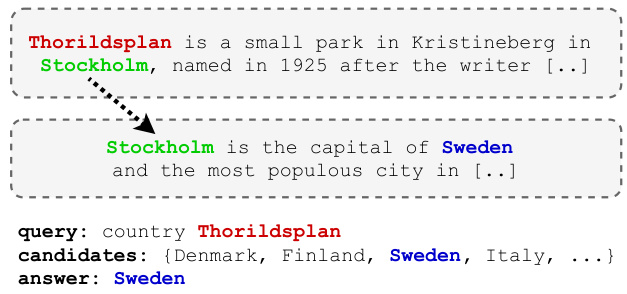 Thorildsplan is a small park in Kristineberg in
Stockholm, named in 1925 after the writer [..]
Stockholm is the capital of Sweden
and the most populous city in [..]
query: country Thorildsplan
candidates: {Denmark, Finland, Sweden, Italy, ...}
answer: Sweden